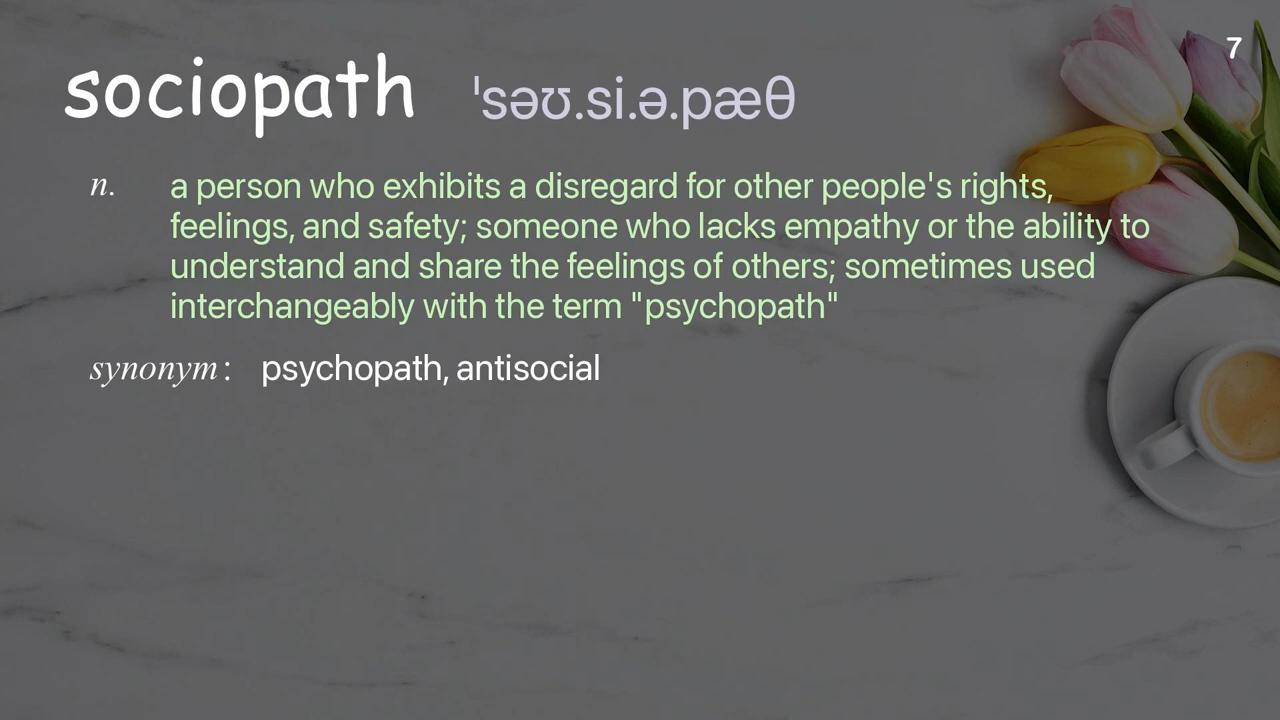 7
sociopath ˈsəʊ.si.ə.pæθ
n. a person who exhibits a disregard for other people's rights,
feelings, and safety; someone who lacks empathy or the ability to
understand and share the feelings of others; sometimes used
interchangeably with the term "psychopath"
synonym: psychopath, antisocial